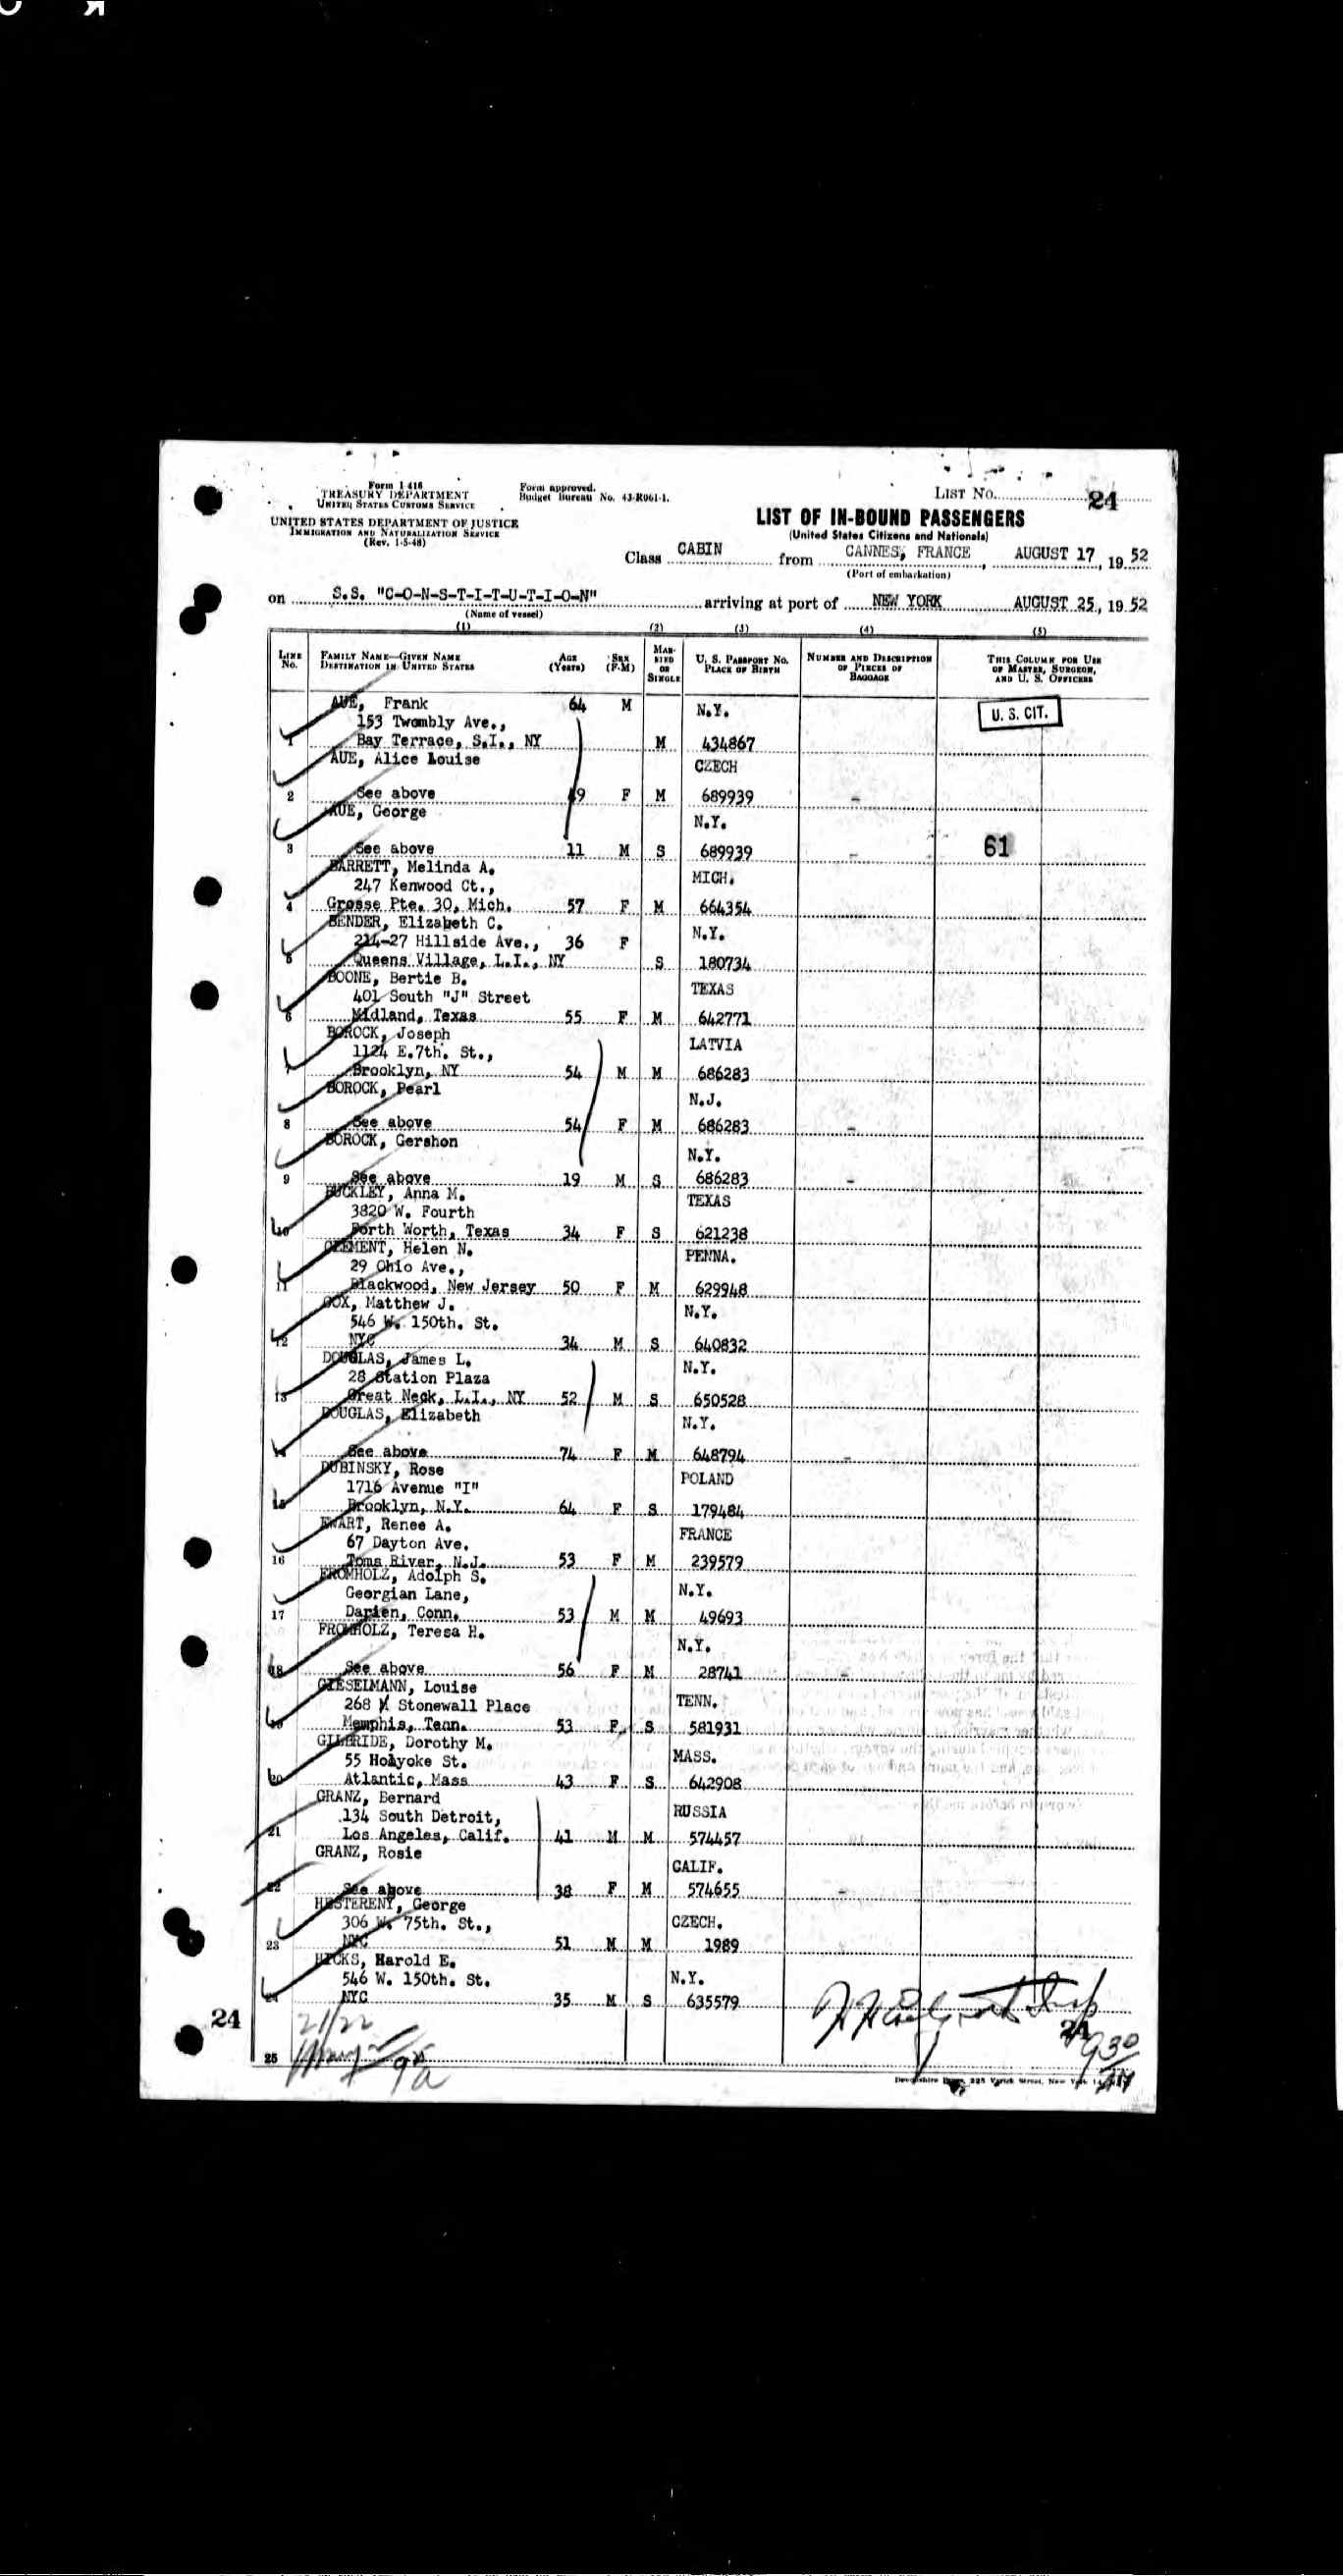 Form I 416
TREASURY DEPARTMENT
UNITED STATES CUSTOMS SERVICE
UNITED STATES DEPARTMENT OF JUSTICE
IMMIGRATION AND NATURALIZATION SERVICE
(Rev. 1-5-48)
Form approved.
Budget Bureau No. 43-R061-1.
LIST No. 24
LIST OF IN-BOUND PASSENGERS
(United States Citizens and Nationals)
Class CABIN from CANNES, FRANCE, AUGUST 17, 19 52
(Port of embarkation)
on S.S. "C-O-N-S-T-I-T-U-T-I-O-N" arriving at port of NEW YORK AUGUST 25, 19 52
(Name of vessel)
(1) (2) (3) (4) (5)
LINE No. FAMILY NAME—GIVEN NAME DESTINATION IN UNITED STATES AGE (Years) SEX (F-M) MARRIED OR SINGLE U. S. PASSPORT No. PLACE OF BIRTH NUMBER AND DESCRIPTION OF PIECES OF BAGGAGE THIS COLUMN FOR USE OF MASTER, SURGEON, AND U. S. OFFICERS
AUE, Frank 64 M N.Y. U. S. CIT.
153 Twombly Ave.,
1 Bay Terrace, S.I., NY M 434867
AUE, Alice Louise CZECH
2 See above 9 F M 689939 -
AUE, George N.Y.
3 See above 11 M S 689939 - 61
BARRETT, Melinda A. MICH.
247 Kenwood Ct.,
4 Grosse Pte. 30, Mich. 57 F M 664354
BENDER, Elizabeth C. N.Y.
214-27 Hillside Ave., 36 F
5 Queens Village, L.I., NY S 180734
BOONE, Bertie B. TEXAS
401 South "J" Street
6 Midland, Texas 55 F M 642771
BOROCK, Joseph LATVIA
1124 E.7th. St.,
Brooklyn, NY 54 M M 686283
BOROCK, Pearl N.J.
8 See above 54 F M 686283 -
BOROCK, Gershon N.Y.
9 See above 19 M S 686283 -
BUCKLEY, Anna M. TEXAS
3820 W. Fourth
10 Forth Worth, Texas 34 F S 621238
CLEMENT, Helen N. PENNA.
29 Ohio Ave.,
11 Blackwood, New Jersey 50 F M 629948
COX, Matthew J. N.Y.
546 W. 150th. St.
12 NYC 34 M S 640832
DOUGLAS, James L. N.Y.
28 Station Plaza
13 Great Neck, L.I., NY 52 M S 650528
DOUGLAS, Elizabeth N.Y.
14 See above 74 F M 648794 -
DUBINSKY, Rose POLAND
1716 Avenue "I"
15 Brooklyn, N.Y. 64 F S 179484
EWART, Renee A. FRANCE
67 Dayton Ave.
16 Toms River, N.J. 53 F M 239579
FROMHOLZ, Adolph S. N.Y.
Georgian Lane,
17 Darien, Conn. 53 M M 49693
FROMHOLZ, Teresa H. N.Y.
18 See above 56 F M 28741 -
GIESELMANN, Louise TENN.
268 Stonewall Place
19 Memphis, Tenn. 53 F S 581931
GILBRIDE, Dorothy M. MASS.
55 Holyoke St.
20 Atlantic, Mass 43 F S 642908
GRANZ, Bernard RUSSIA
134 South Detroit,
21 Los Angeles, Calif. 41 M M 574457
GRANZ, Rosie CALIF.
22 See above 38 F M 574655 -
HESTERENY, George CZECH.
306 W. 75th. St.,
23 NYC 51 M M 1989
HICKS, Harold E. N.Y.
546 W. 150th. St.
24 NYC 35 M S 635579
24 21/22 24
25 9a 930